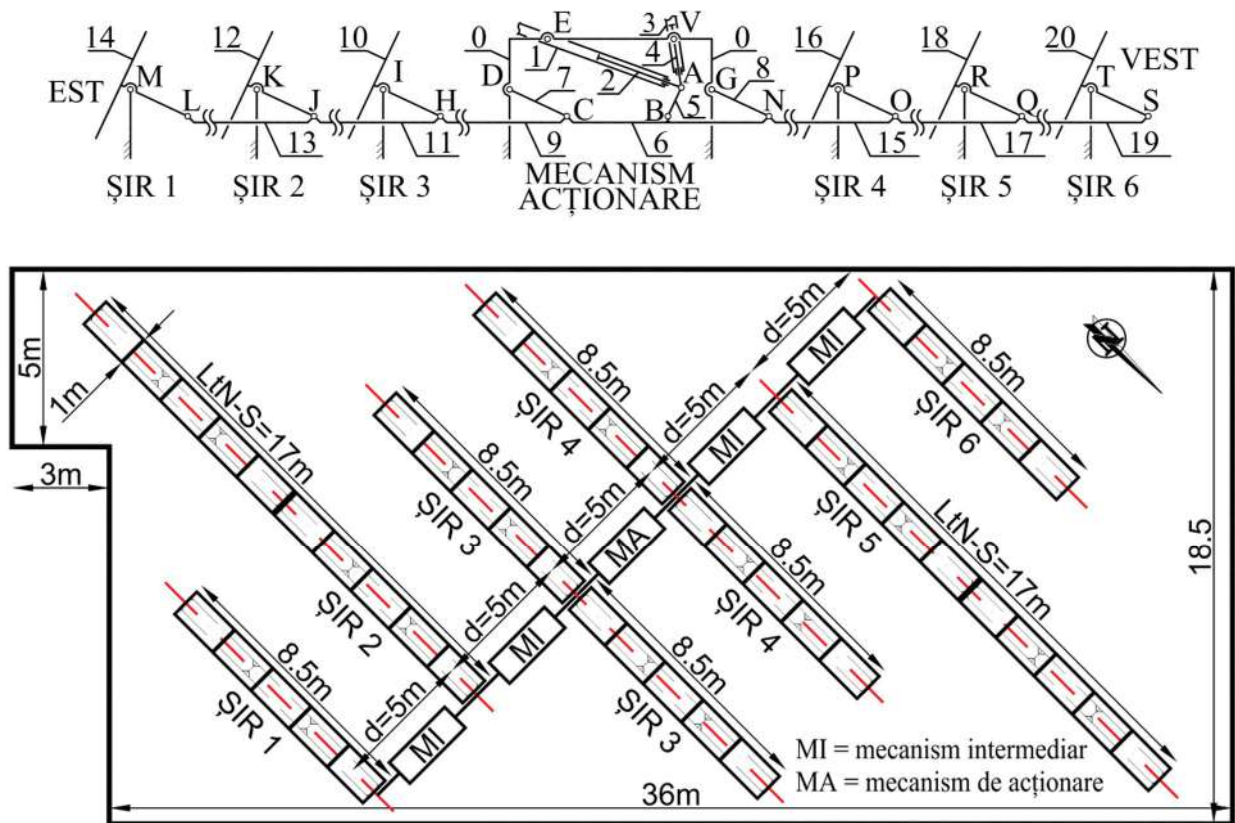 14 12 10 0 E 3 V 0 16 18 20
1 4
EST M K I D 7 2 A G 8 P R T VEST
L J H C B 5 N O Q S
13 11 9 6 15 17 19
ȘIR 1 ȘIR 2 ȘIR 3 MECANISM ACȚIONARE ȘIR 4 ȘIR 5 ȘIR 6
5m
3m
1m
LtN-S=17m
ȘIR 2
8.5m
ȘIR 1
8.5m
ȘIR 3
8.5m
ȘIR 4
d=5m
d=5m
d=5m
d=5m
d=5m
MI
MI
MA
MI
MI
8.5m
ȘIR 3
8.5m
ȘIR 4
LtN-S=17m
ȘIR 5
8.5m
ȘIR 6
N
18.5
MI = mecanism intermediar
MA = mecanism de acționare
36m